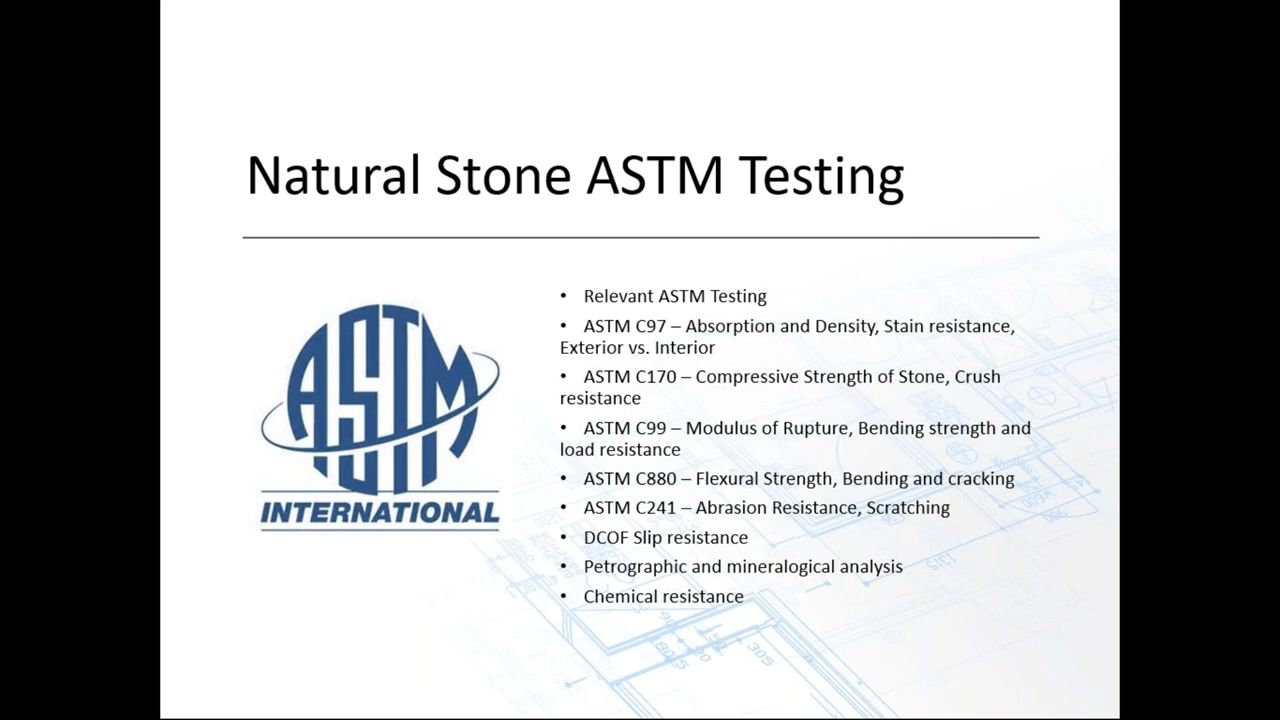 Natural Stone ASTM Testing
ASTM
INTERNATIONAL
• Relevant ASTM Testing
• ASTM C97 – Absorption and Density, Stain resistance,
Exterior vs. Interior
• ASTM C170 – Compressive Strength of Stone, Crush
resistance
• ASTM C99 – Modulus of Rupture, Bending strength and
load resistance
• ASTM C880 – Flexural Strength, Bending and cracking
• ASTM C241 – Abrasion Resistance, Scratching
• DCOF Slip resistance
• Petrographic and mineralogical analysis
• Chemical resistance
1315
305